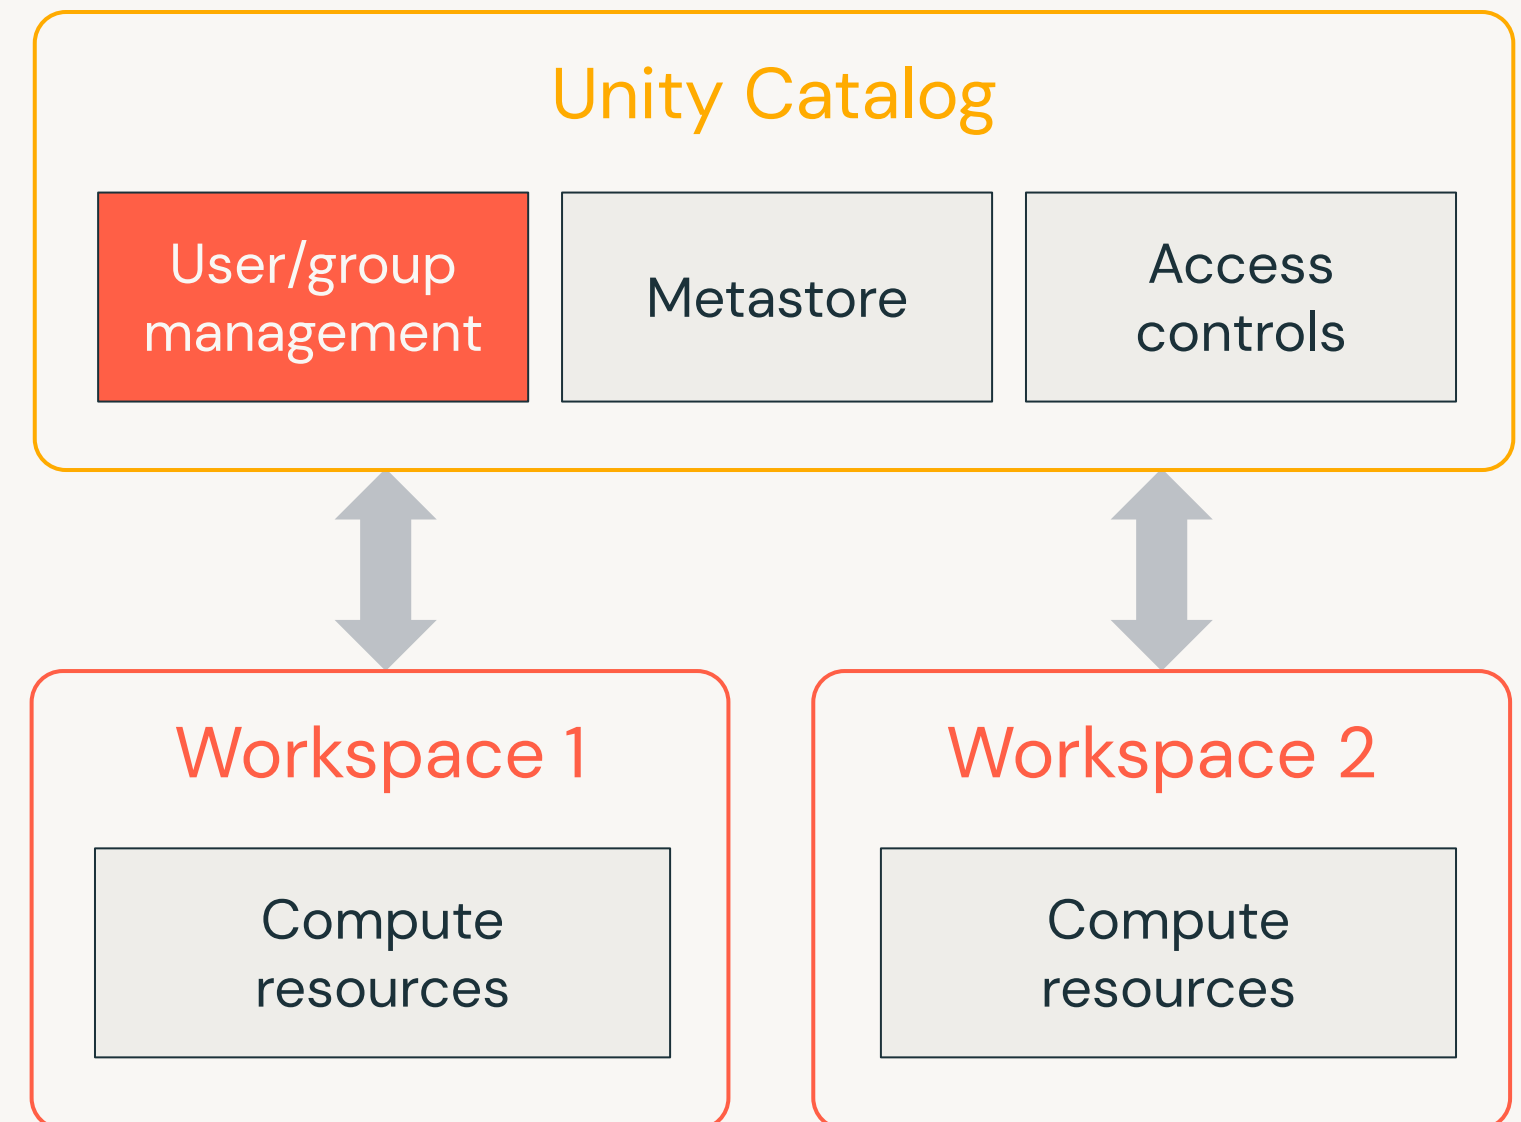 Unity Catalog
User/group
management
Metastore
Access
controls
Workspace 1
Compute
resources
Workspace 2
Compute
resources